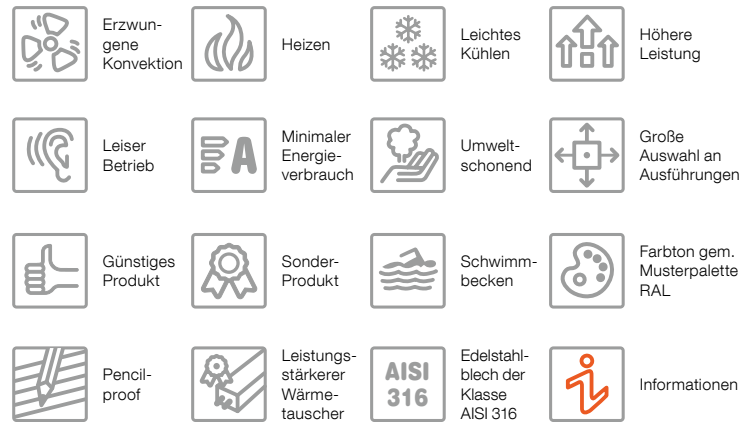 Erzwun-
gene
Konvektion
Heizen
Leichtes
Kühlen
Höhere
Leistung
Leiser
Betrieb
A
Minimaler
Energie-
verbrauch
Umwelt-
schonend
Große
Auswahl an
Ausführungen
Günstiges
Produkt
Sonder-
Produkt
Schwimm-
becken
Farbton gem.
Musterpalette
RAL
Pencil-
proof
Leistungs-
stärkerer
Wärme-
tauscher
AISI
316
Edelstahl-
blech der
Klasse
AISI 316
i
Informationen